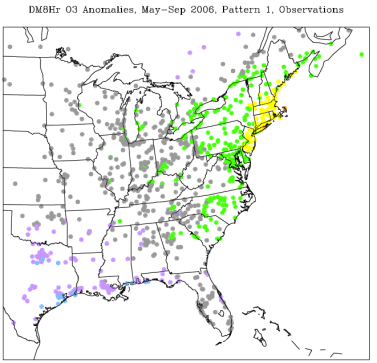 DM8Hr O3 Anomalies, May-Sep 2006, Pattern 1, Observations